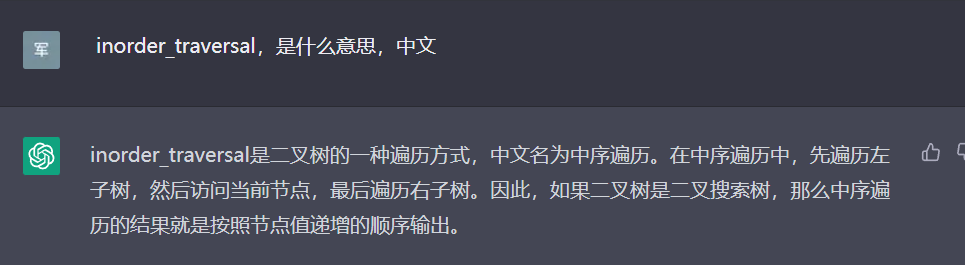 军
inorder_traversal，是什么意思，中文
inorder_traversal是二叉树的一种遍历方式，中文名为中序遍历。在中序遍历中，先遍历左
子树，然后访问当前节点，最后遍历右子树。因此，如果二叉树是二叉搜索树，那么中序遍
历的结果就是按照节点值递增的顺序输出。